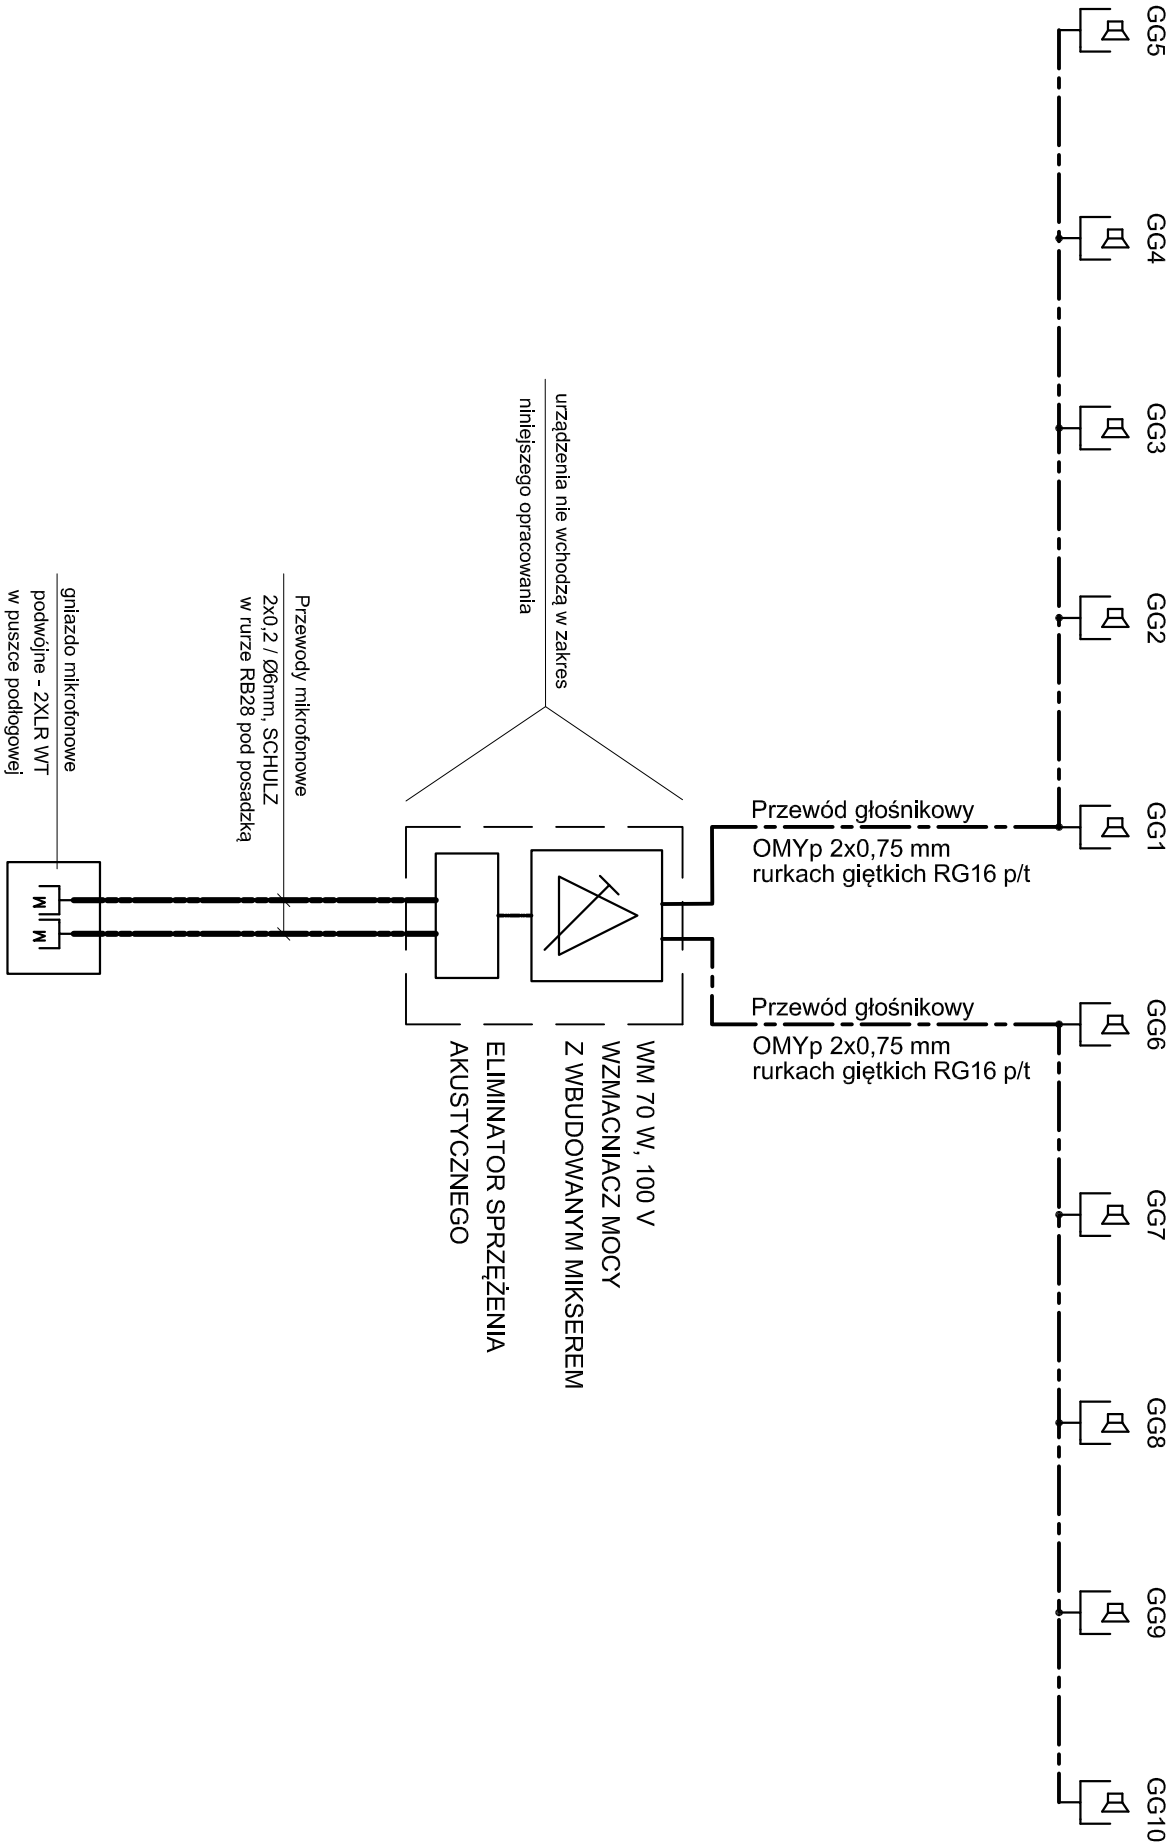 GG5
GG4
GG3
GG2
GG1
GG6
GG7
GG8
GG9
GG10
Przewód głośnikowy
OMYp 2x0,75 mm
rurkach giętkich RG16 p/t
Przewód głośnikowy
OMYp 2x0,75 mm
rurkach giętkich RG16 p/t
urządzenia nie wchodzą w zakres
niniejszego opracowania
WM 70 W, 100 V
WZMACNIACZ MOCY
Z WBUDOWANYM MIKSEREM
ELIMINATOR SPRZĘŻENIA
AKUSTYCZNEGO
Przewody mikrofonowe
2x0,2 / Ø6mm, SCHULZ
w rurze RB28 pod posadzką
gniazdo mikrofonowe
podwójne - 2XLR WT
w puszce podłogowej
M
M